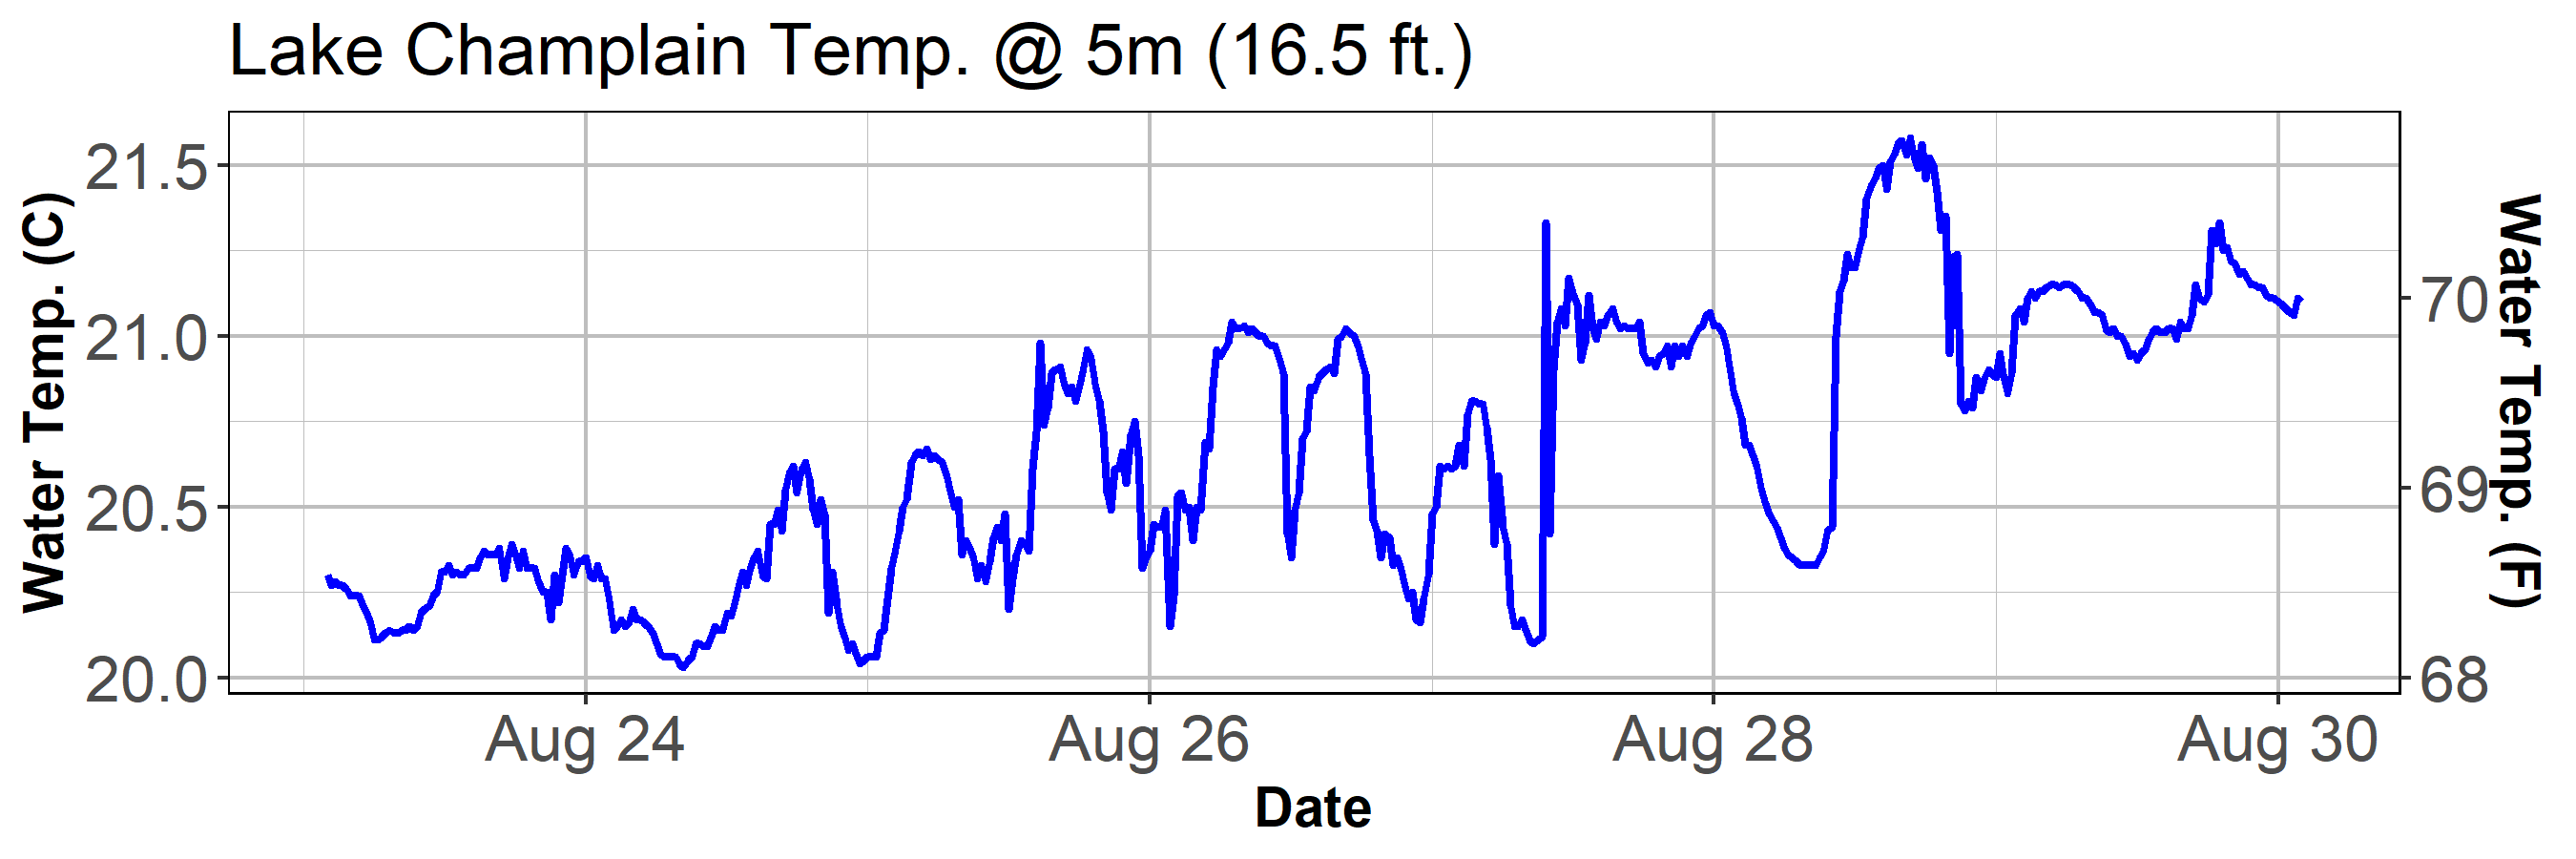 Lake Champlain Temp. @ 5m (16.5 ft.)
Water Temp. (C)
21.5
21.0
20.5
20.0
70
69
68
Water Temp. (F)
Aug 24 Aug 26 Aug 28 Aug 30
Date